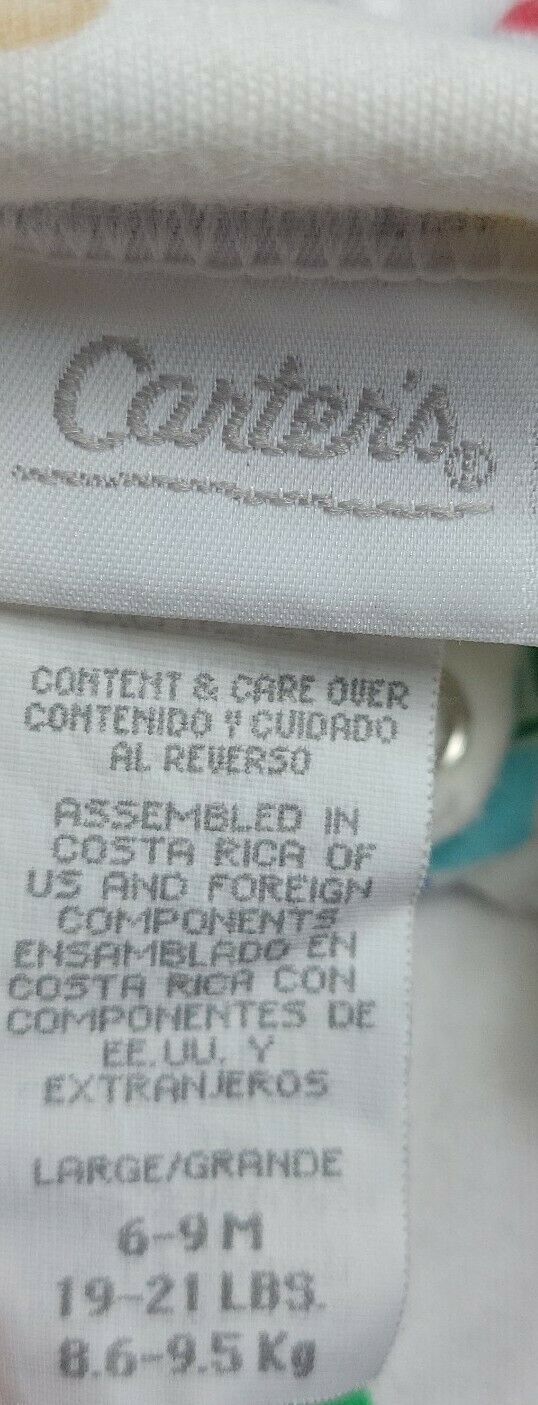 Carter's®
CONTENT & CARE OVER
CONTENIDO Y CUIDADO
AL REVERSO
ASSEMBLED IN
COSTA RICA OF
US AND FOREIGN
COMPONENTS
ENSAMBLADO EN
COSTA RICA CON
COMPONENTES DE
EE.UU. Y
EXTRANJEROS
LARGE/GRANDE
6-9 M
19-21 LBS.
8.6-9.5 Kg